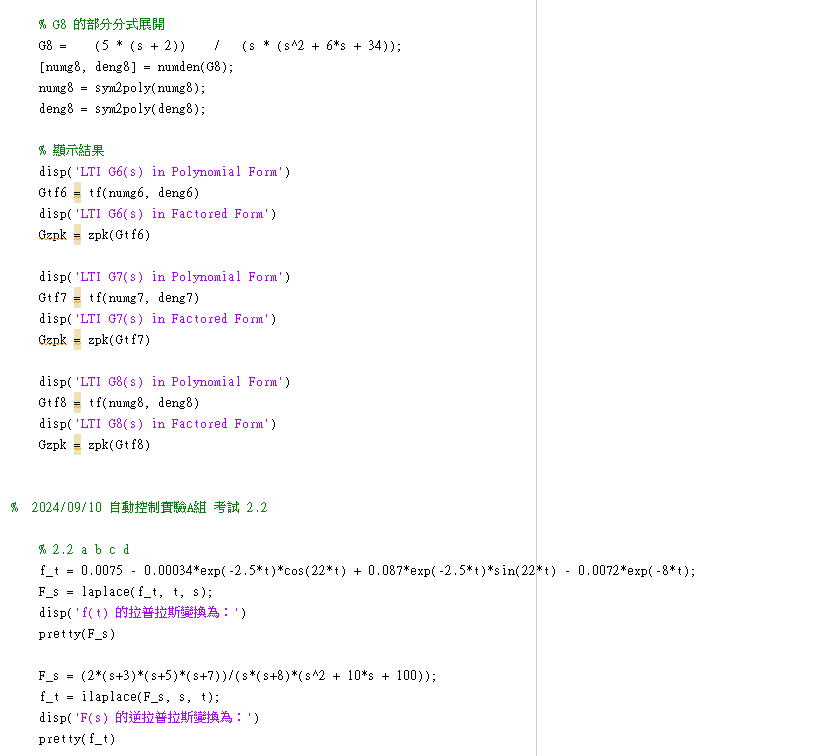 % G8 的部分分式展開
G8 =    (5 * (s + 2))    /   (s * (s^2 + 6*s + 34));
[numg8, deng8] = numden(G8);
numg8 = sym2poly(numg8);
deng8 = sym2poly(deng8);
% 顯示結果
disp('LTI G6(s) in Polynomial Form')
Gtf6 = tf(numg6, deng6)
disp('LTI G6(s) in Factored Form')
Gzpk = zpk(Gtf6)
disp('LTI G7(s) in Polynomial Form')
Gtf7 = tf(numg7, deng7)
disp('LTI G7(s) in Factored Form')
Gzpk = zpk(Gtf7)
disp('LTI G8(s) in Polynomial Form')
Gtf8 = tf(numg8, deng8)
disp('LTI G8(s) in Factored Form')
Gzpk = zpk(Gtf8)
%  2024/09/10 自動控制實驗A組 考試 2.2
% 2.2 a b c d
f_t = 0.0075 - 0.00034*exp(-2.5*t)*cos(22*t) + 0.087*exp(-2.5*t)*sin(22*t) - 0.0072*exp(-8*t);
F_s = laplace(f_t, t, s);
disp('f(t) 的拉普拉斯變換為：')
pretty(F_s)
F_s = (2*(s+3)*(s+5)*(s+7))/(s*(s+8)*(s^2 + 10*s + 100));
f_t = ilaplace(F_s, s, t);
disp('F(s) 的逆拉普拉斯變換為：')
pretty(f_t)